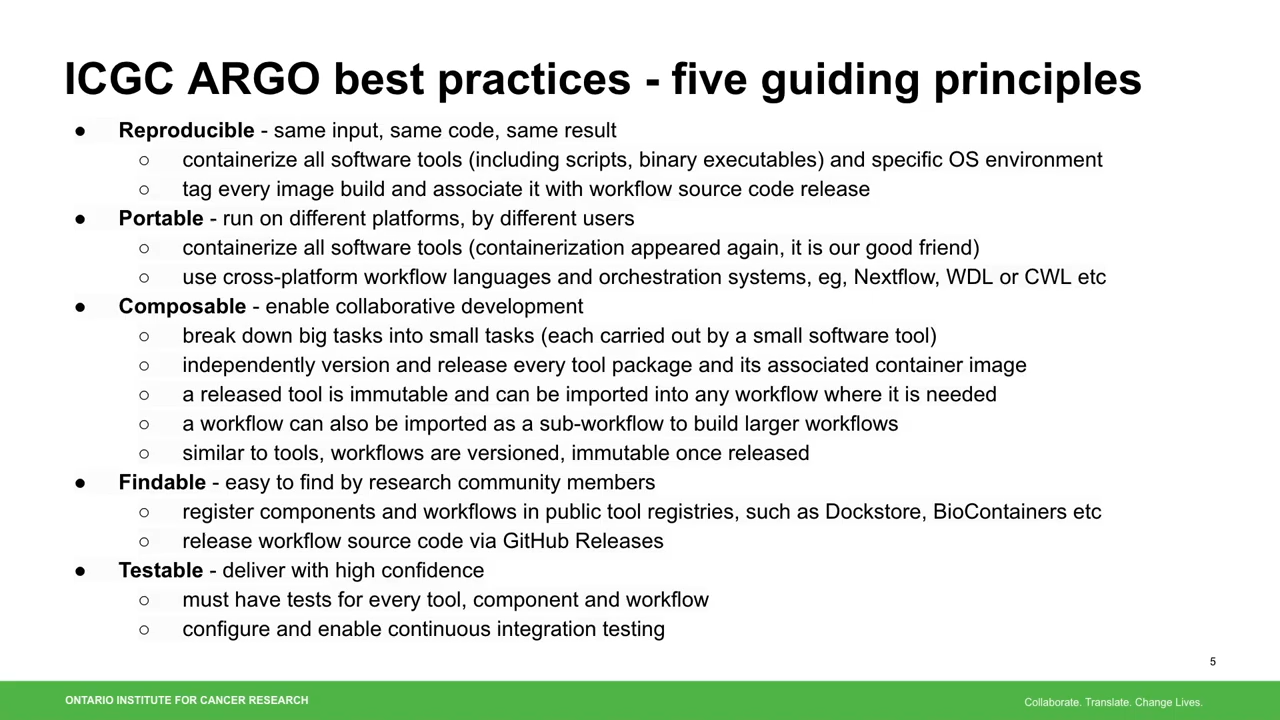 ICGC ARGO best practices - five guiding principles
● Reproducible - same input, same code, same result
○ containerize all software tools (including scripts, binary executables) and specific OS environment
○ tag every image build and associate it with workflow source code release
● Portable - run on different platforms, by different users
○ containerize all software tools (containerization appeared again, it is our good friend)
○ use cross-platform workflow languages and orchestration systems, eg, Nextflow, WDL or CWL etc
● Composable - enable collaborative development
○ break down big tasks into small tasks (each carried out by a small software tool)
○ independently version and release every tool package and its associated container image
○ a released tool is immutable and can be imported into any workflow where it is needed
○ a workflow can also be imported as a sub-workflow to build larger workflows
○ similar to tools, workflows are versioned, immutable once released
● Findable - easy to find by research community members
○ register components and workflows in public tool registries, such as Dockstore, BioContainers etc
○ release workflow source code via GitHub Releases
● Testable - deliver with high confidence
○ must have tests for every tool, component and workflow
○ configure and enable continuous integration testing
5
ONTARIO INSTITUTE FOR CANCER RESEARCH
Collaborate. Translate. Change Lives.